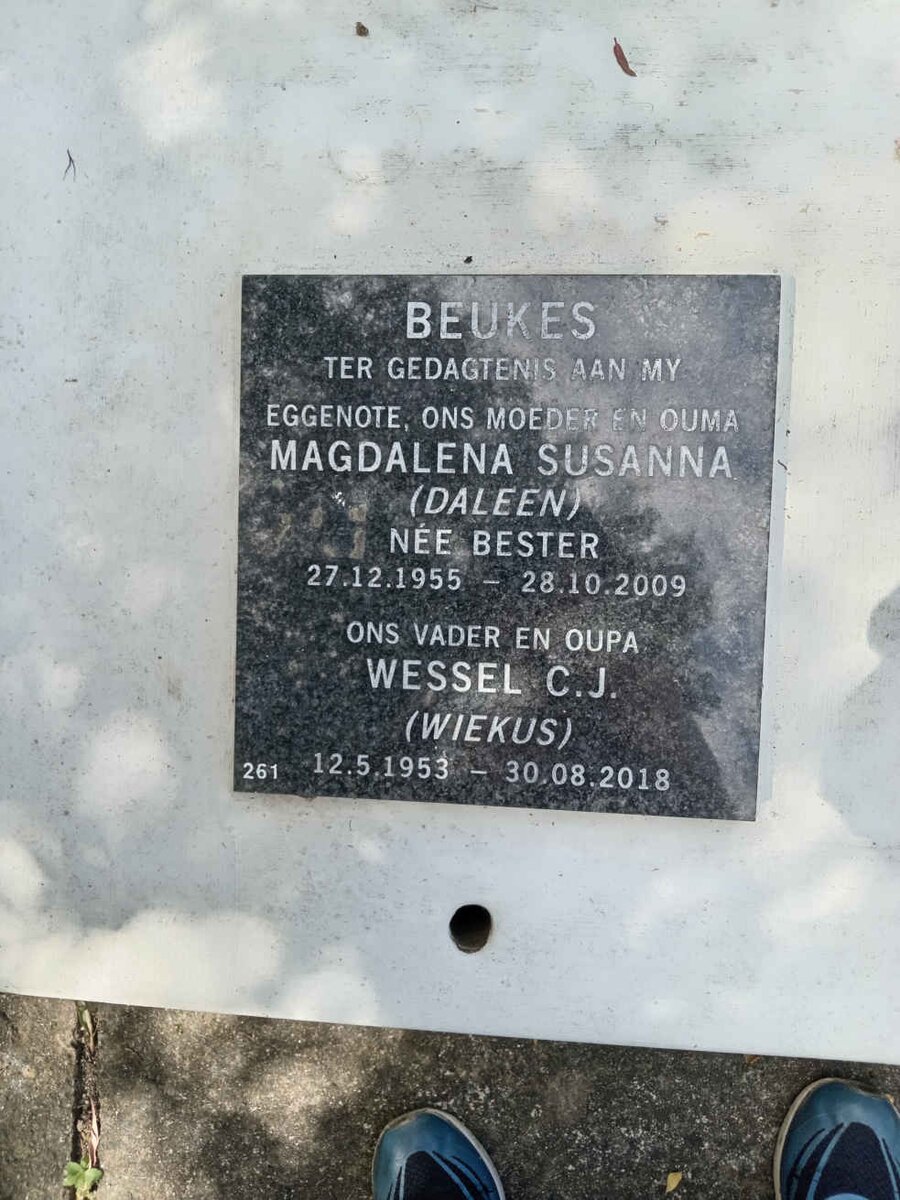 BEUKES
TER GEDAGTENIS AAN MY
EGGENOTE, ONS MOEDER EN OUMA
MAGDALENA SUSANNA
(DALEEN)
NÉE BESTER
27.12.1955 – 28.10.2009
ONS VADER EN OUPA
WESSEL C.J.
(WIEKUS)
261 12.5.1953 – 30.08.2018